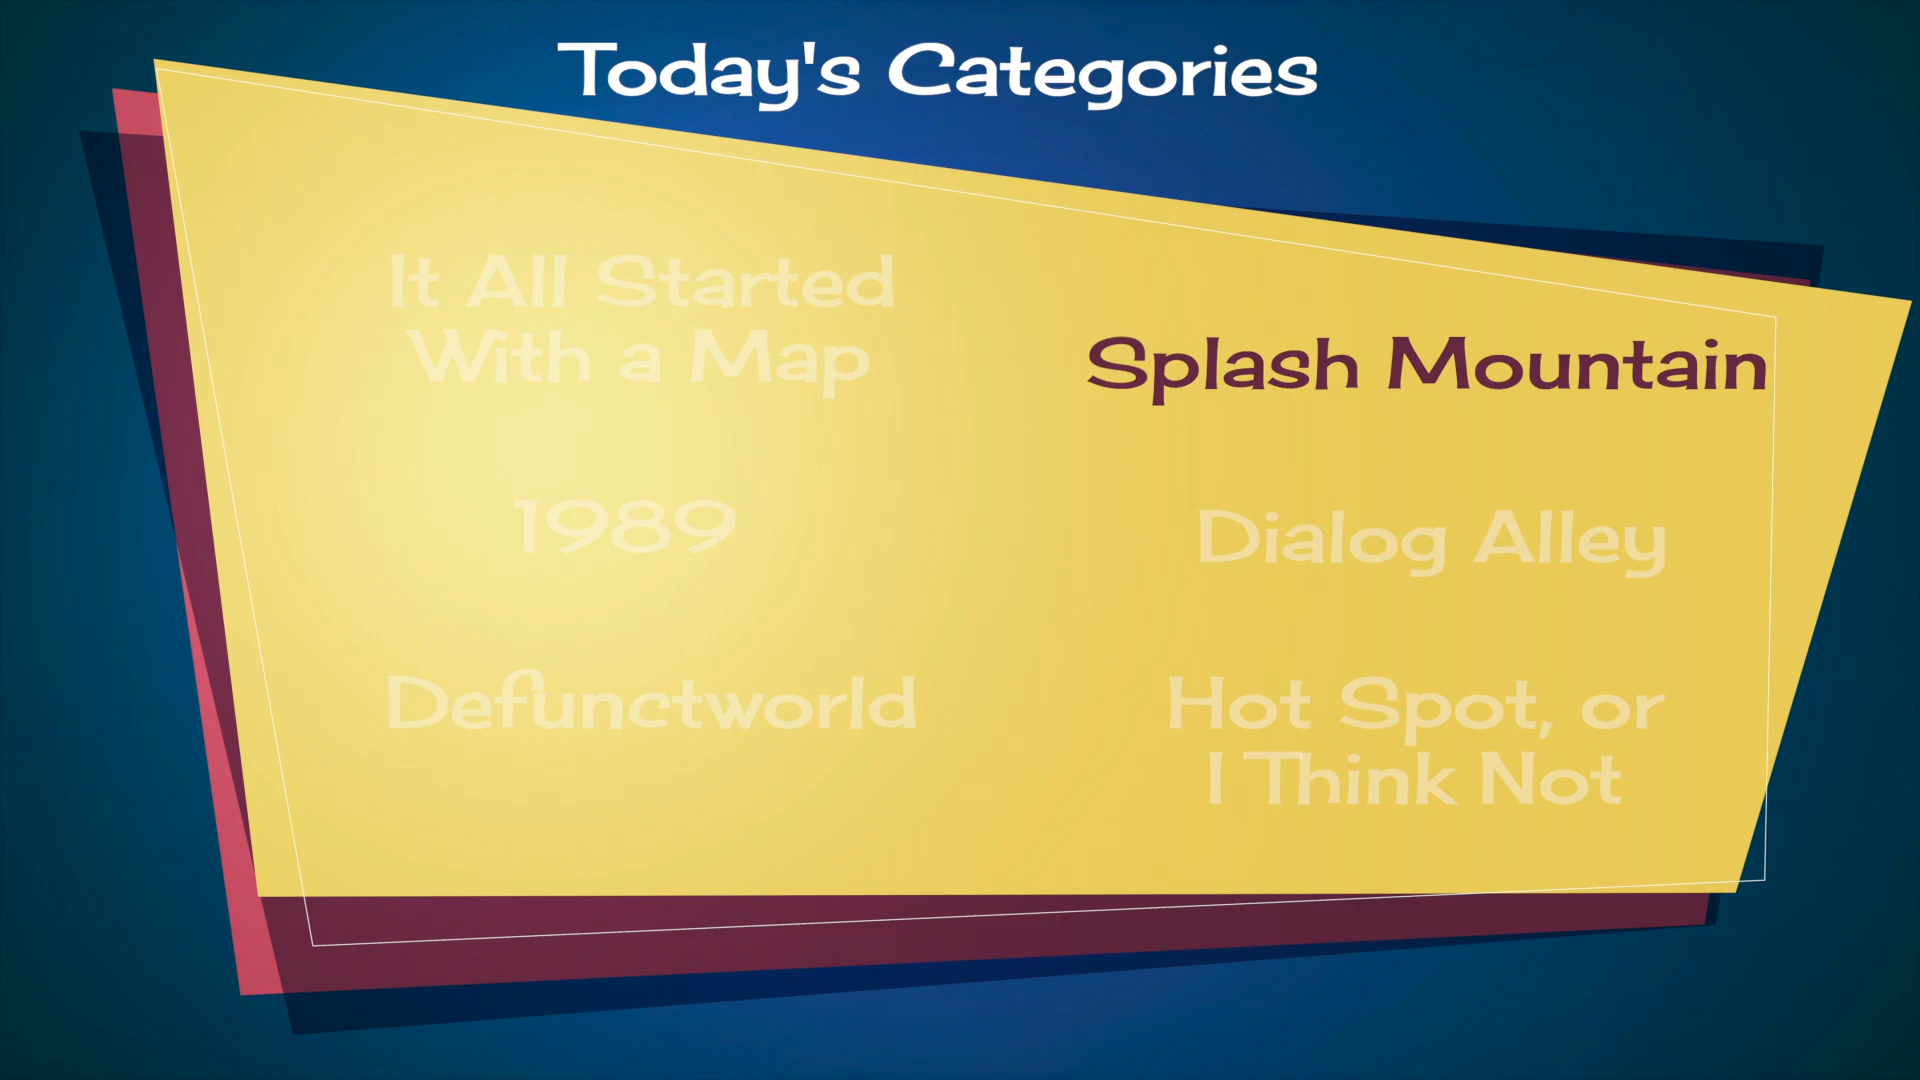 Today's Categories
It All Started
With a Map
1989
Defunctworld
Splash Mountain
Dialog Alley
Hot Spot, or
I Think Not